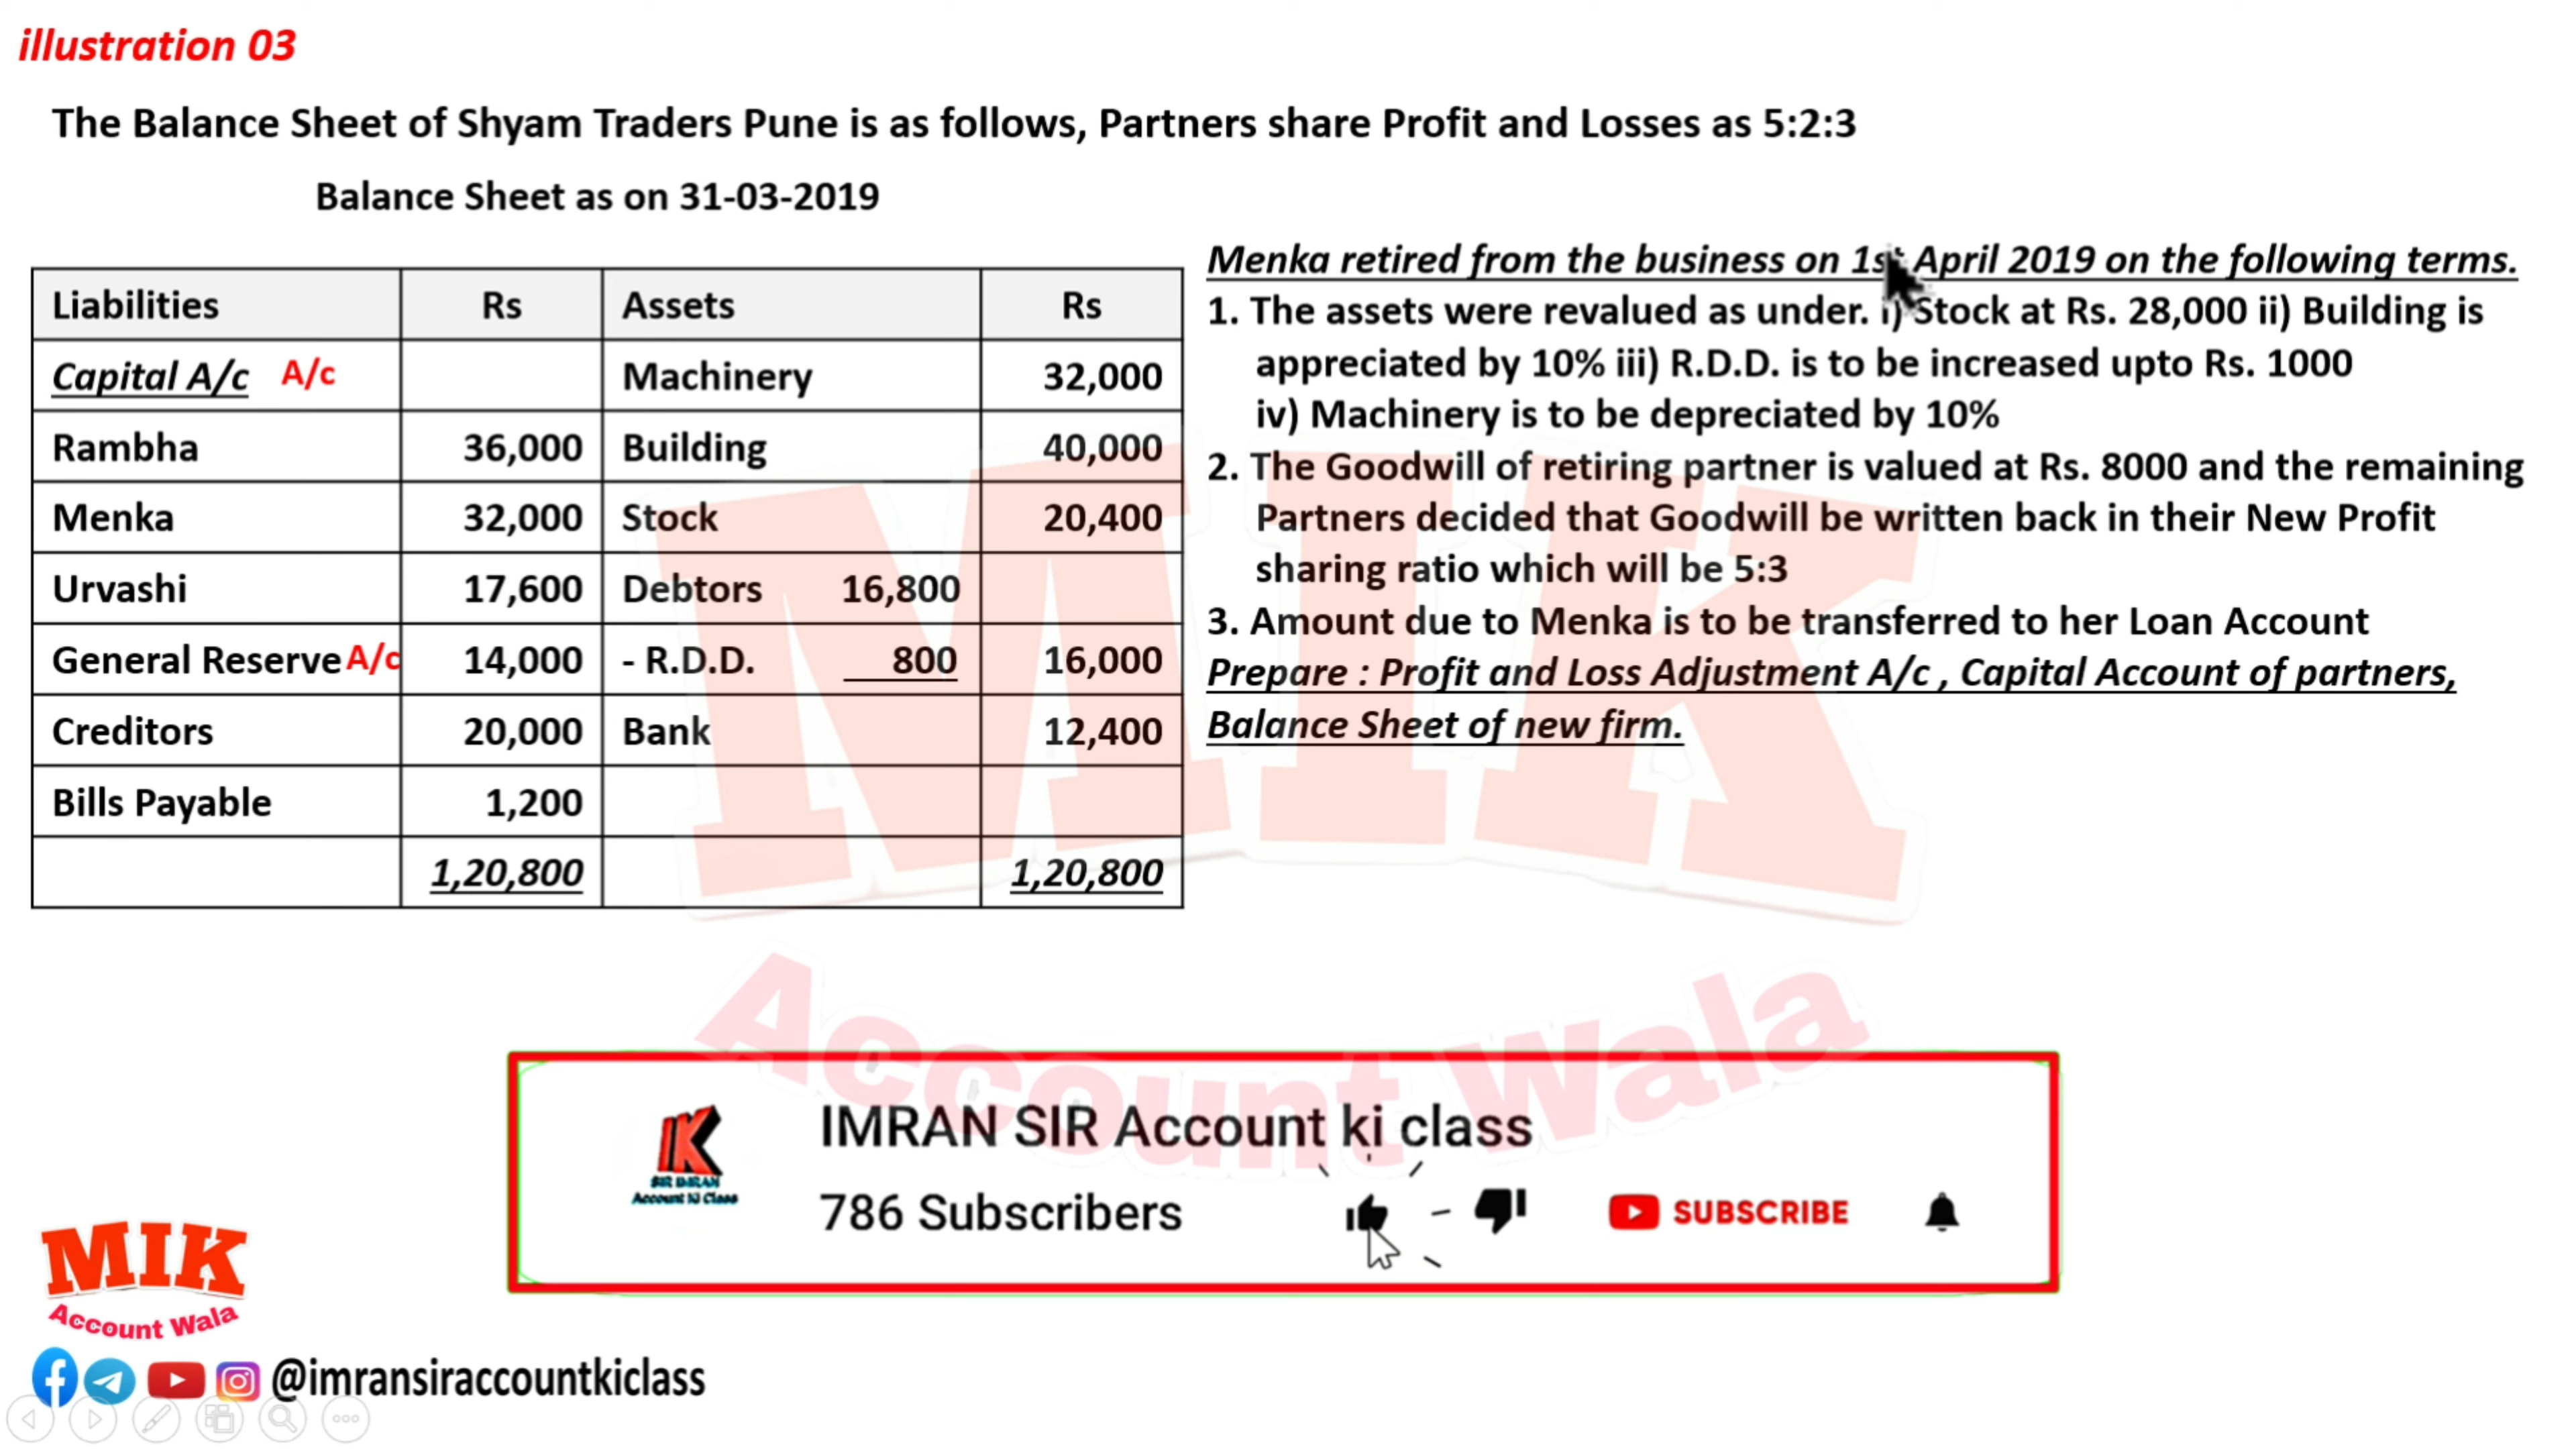 illustration 03
The Balance Sheet of Shyam Traders Pune is as follows, Partners share Profit and Losses as 5:2:3
Balance Sheet as on 31-03-2019
Liabilities Rs Assets Rs
Capital A/c A/c Machinery 32,000
Rambha 36,000 Building 40,000
Menka 32,000 Stock 20,400
Urvashi 17,600 Debtors 16,800
General Reserve A/c 14,000 - R.D.D. 800 16,000
Creditors 20,000 Bank 12,400
Bills Payable 1,200
1,20,800 1,20,800
Menka retired from the business on 1st April 2019 on the following terms.
1. The assets were revalued as under. i) Stock at Rs. 28,000 ii) Building is
appreciated by 10% iii) R.D.D. is to be increased upto Rs. 1000
iv) Machinery is to be depreciated by 10%
2. The Goodwill of retiring partner is valued at Rs. 8000 and the remaining
Partners decided that Goodwill be written back in their New Profit
sharing ratio which will be 5:3
3. Amount due to Menka is to be transferred to her Loan Account
Prepare : Profit and Loss Adjustment A/c , Capital Account of partners,
Balance Sheet of new firm.
MIK
Account Wala
IK
SIR IMRAN
Account Ki Class
IMRAN SIR Account ki class
786 Subscribers
SUBSCRIBE
MIK
Account Wala
@imransiraccountkiclass